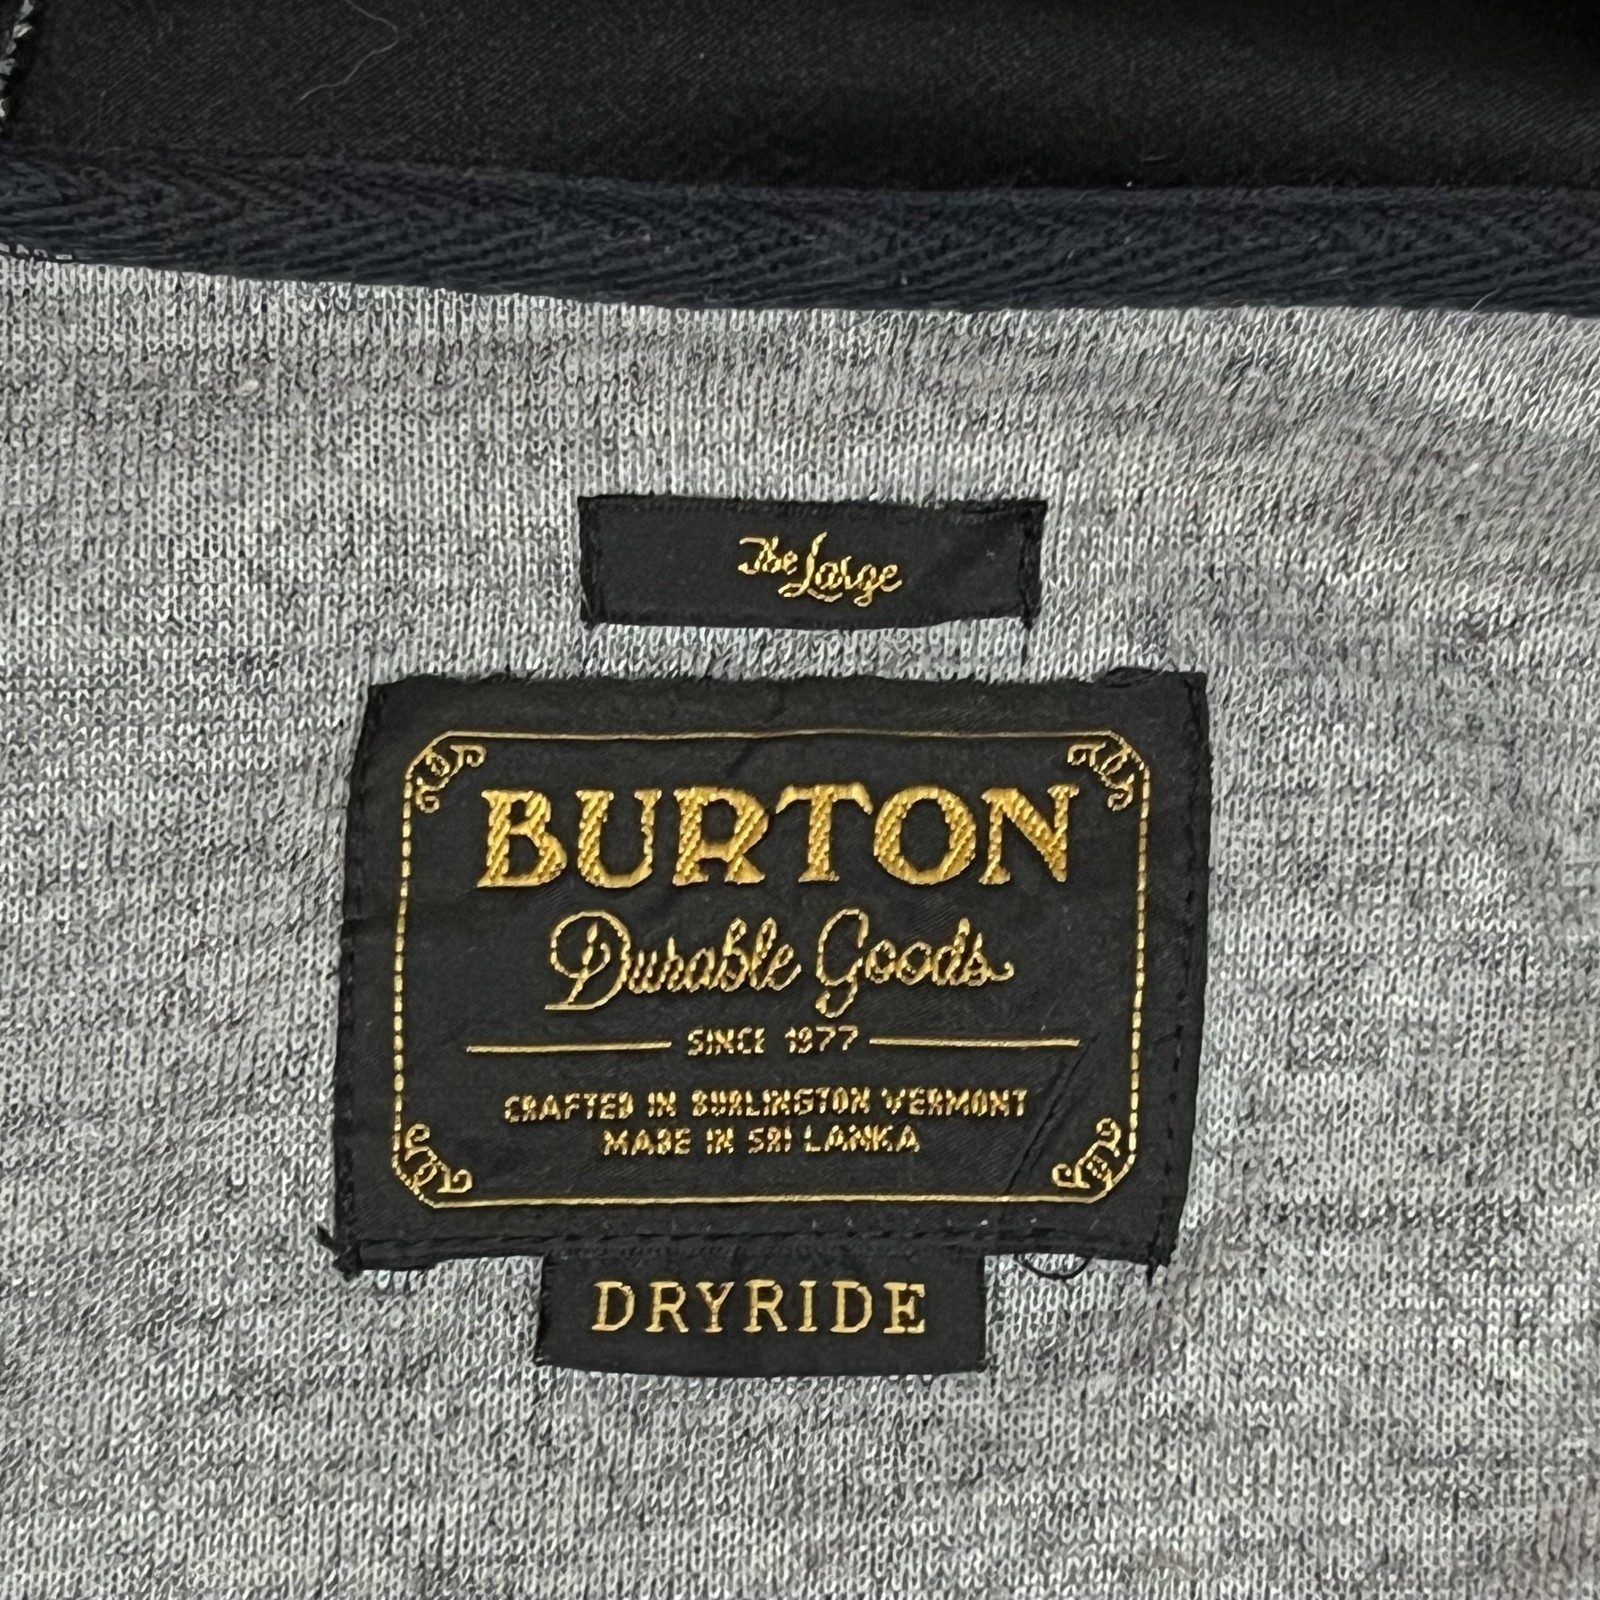 The Large
BURTON
Durable Goods
SINCE 1977
CRAFTED IN BURLINGTON VERMONT
MADE IN SRI LANKA
DRYRIDE